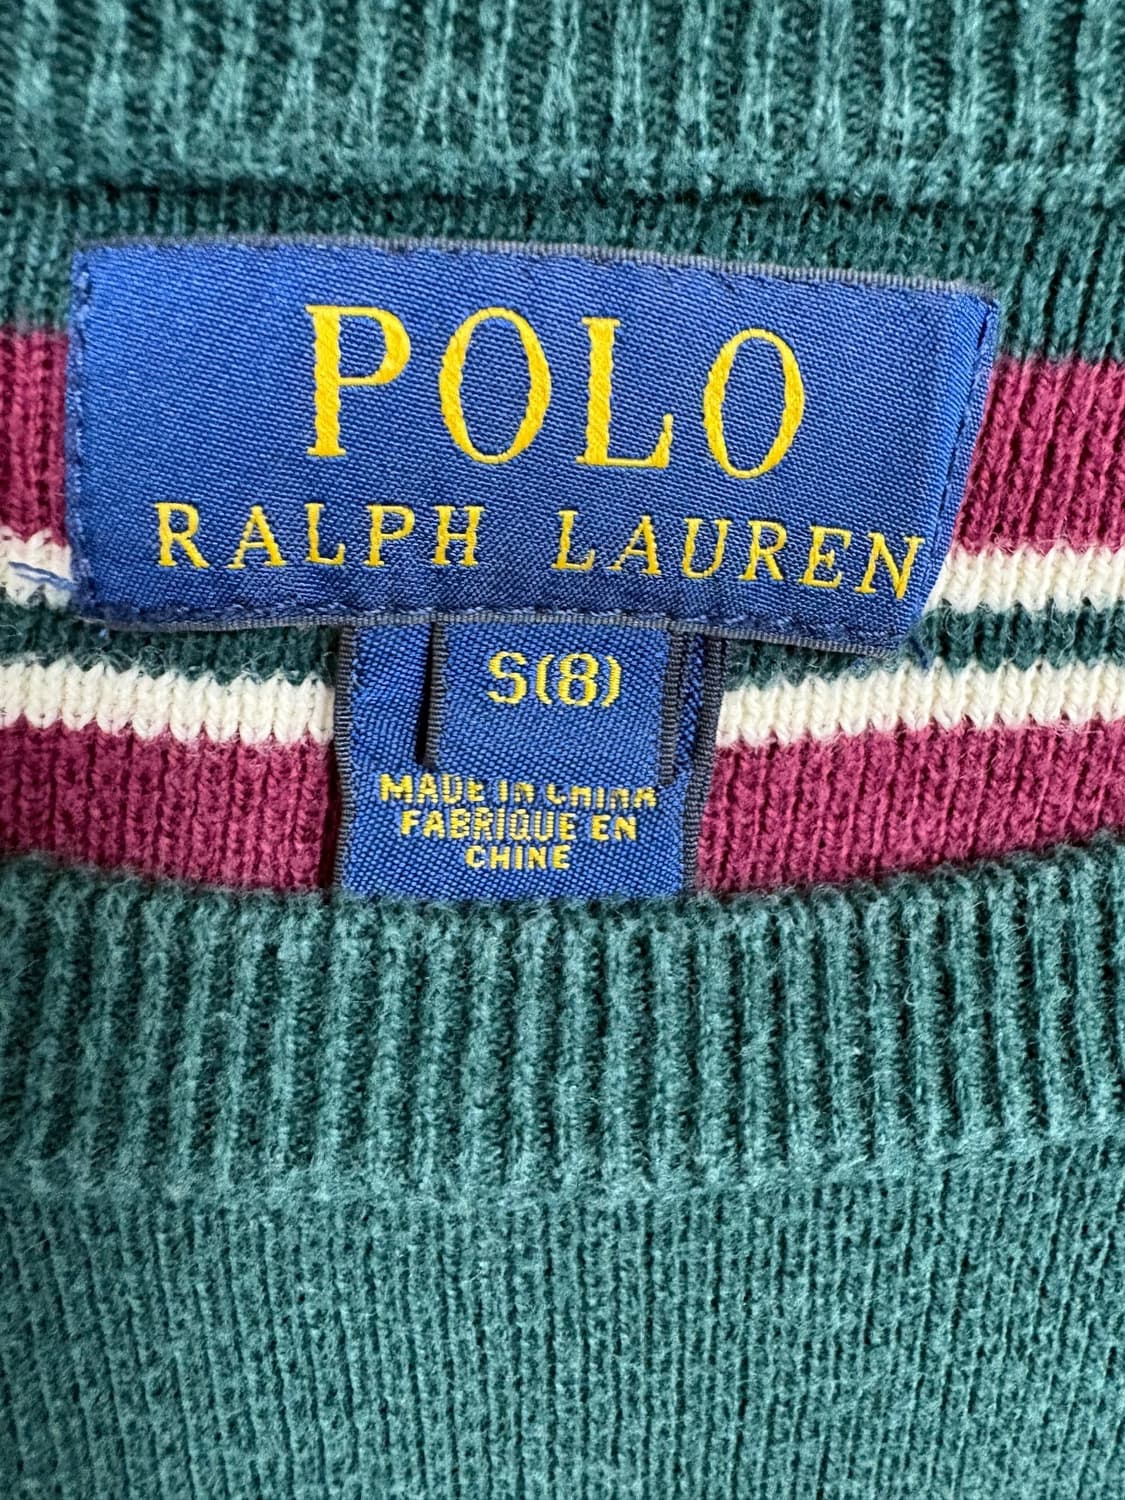 POLO
RALPH LAUREN
S(8)
MADE IN CHINA
FABRIQUE EN
CHINE